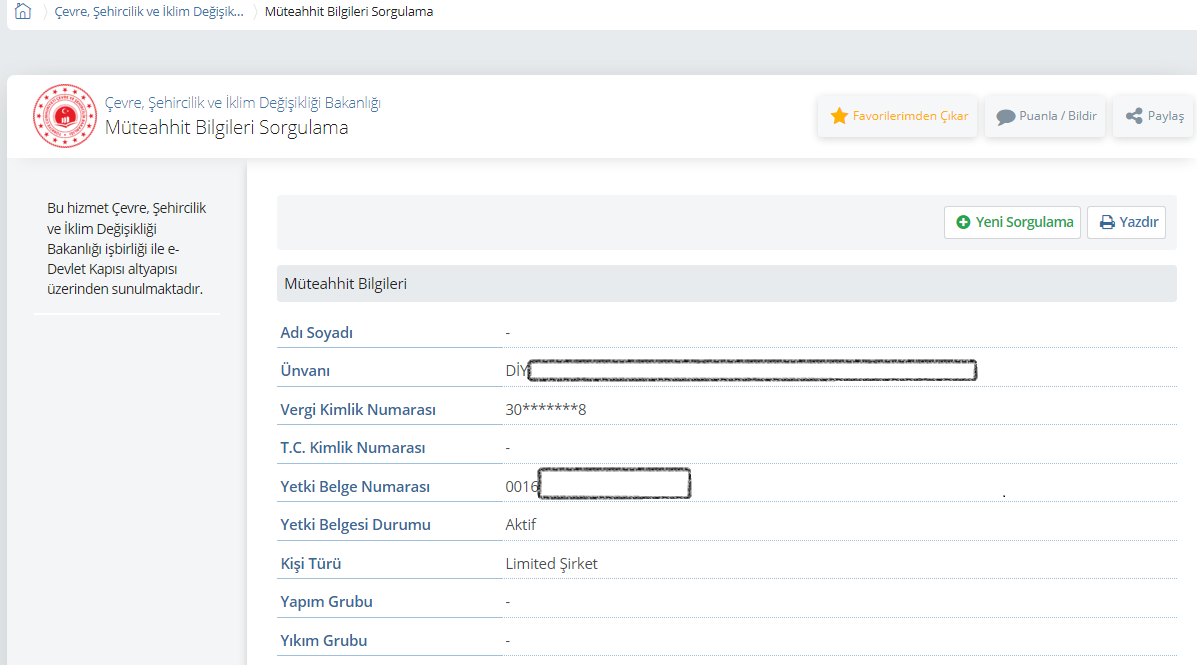 Çevre, Şehircilik ve İklim Değişik... Müteahhit Bilgileri Sorgulama
Çevre, Şehircilik ve İklim Değişikliği Bakanlığı
Müteahhit Bilgileri Sorgulama
Favorilerimden Çıkar
Puanla / Bildir
Paylaş
Bu hizmet Çevre, Şehircilik
ve İklim Değişikliği
Bakanlığı işbirliği ile e-
Devlet Kapısı altyapısı
üzerinden sunulmaktadır.
Yeni Sorgulama
Yazdır
Müteahhit Bilgileri
Adı Soyadı -
Ünvanı DİY
Vergi Kimlik Numarası 30*******8
T.C. Kimlik Numarası -
Yetki Belge Numarası 0016
Yetki Belgesi Durumu Aktif
Kişi Türü Limited Şirket
Yapım Grubu -
Yıkım Grubu -